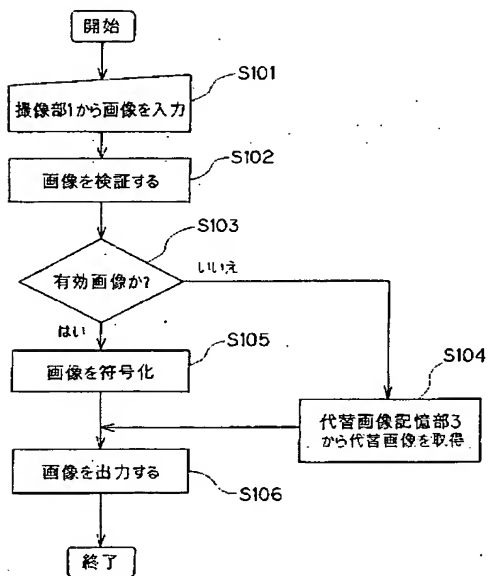 開始
S101
撮像部1から画像を入力
S102
画像を検証する
S103
有効画像か?
いいえ
はい
S105
画像を符号化
S104
代替画像記憶部3
から代替画像を取得
画像を出力する
S106
終了